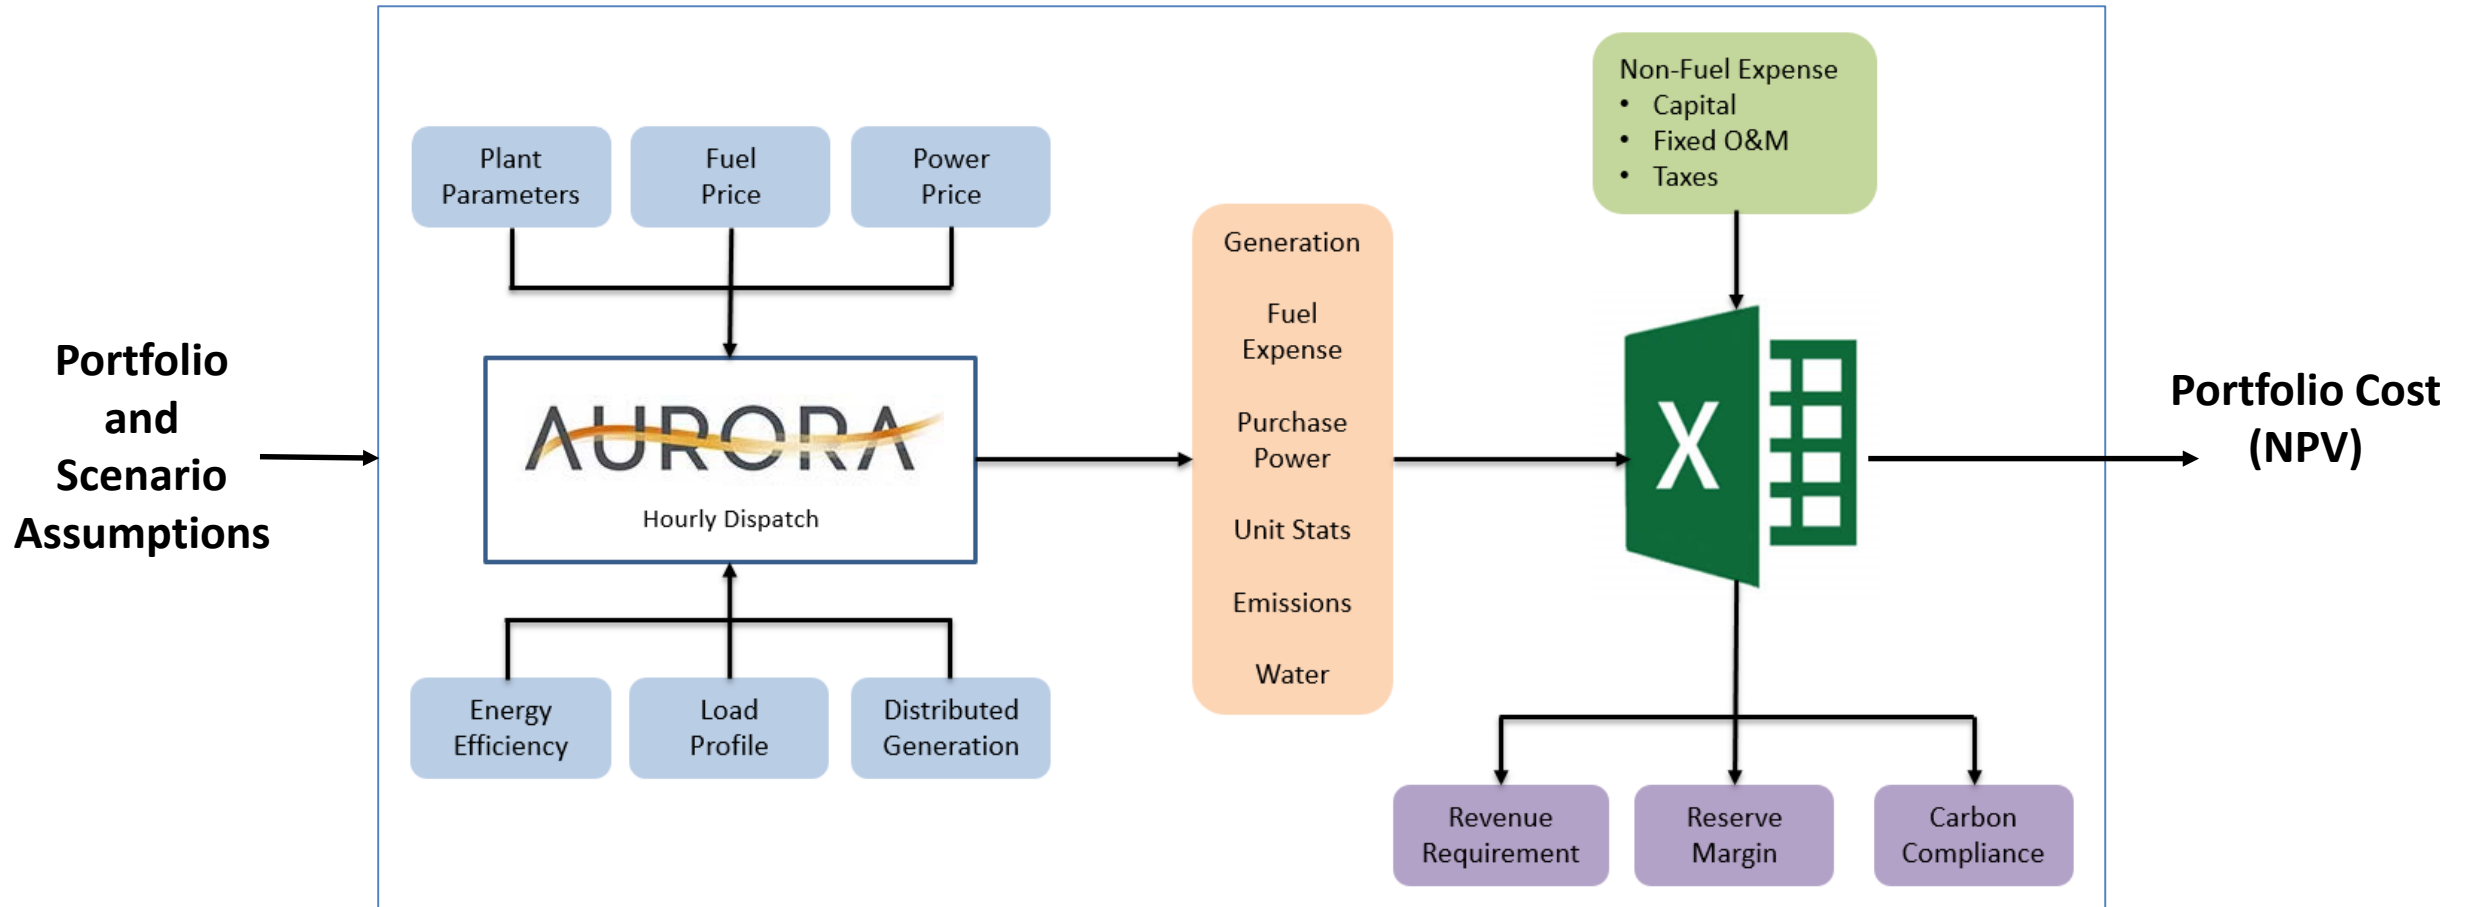 Portfolio
and
Scenario
Assumptions
Plant
Parameters
Fuel
Price
Power
Price
AURORA
Hourly Dispatch
Energy
Efficiency
Load
Profile
Distributed
Generation
Generation
Fuel
Expense
Purchase
Power
Unit Stats
Emissions
Water
Non-Fuel Expense
• Capital
• Fixed O&M
• Taxes
X
Revenue
Requirement
Reserve
Margin
Carbon
Compliance
Portfolio Cost
(NPV)